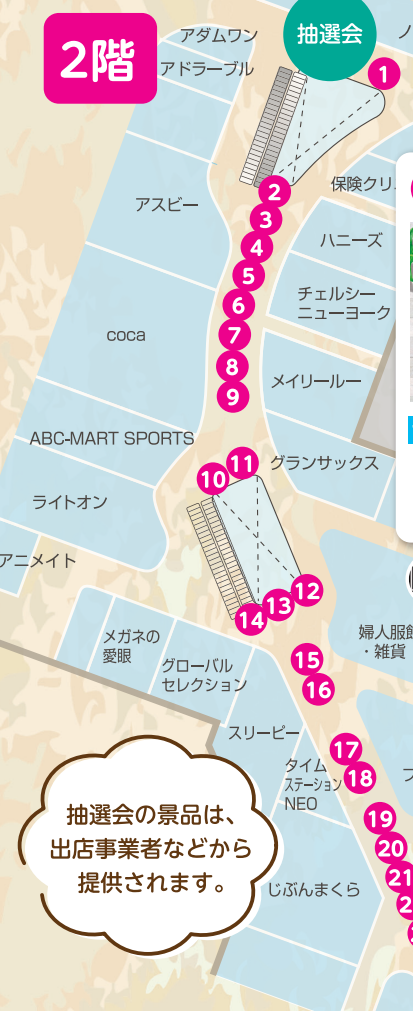 2階
抽選会
アダムワン
アドラーブル
1
2
保険クリ
アスビー
3
4
ハニーズ
5
チェルシー
ニューヨーク
6
coca
7
8
メイリールー
9
ABC-MART SPORTS
10
11
グランサックス
ライトオン
アニメイト
12
13
14
メガネの
愛眼
婦人服飾
・雑貨
グローバル
セレクション
15
16
スリーピー
17
タイム
ステーション
NEO
18
19
20
21
抽選会の景品は、
出店事業者などから
提供されます。
じぶんまくら